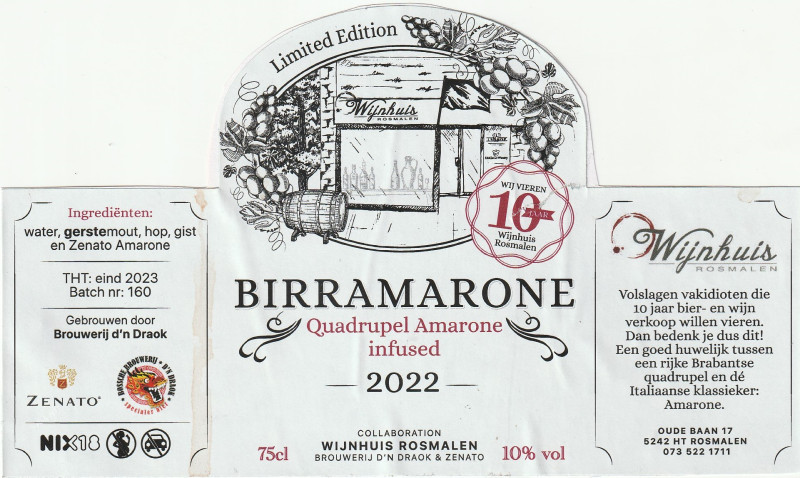 Limited Edition
Wijnhuis
ROSMALEN
WIJ VIEREN
10 JAAR
Wijnhuis
Rosmalen
BIRRAMARONE
Quadrupel Amarone
infused
2022
COLLABORATION
WIJNHUIS ROSMALEN
BROUWERIJ D'N DRAOK & ZENATO
75cl
10% vol
Ingrediënten:
water, gerstemout, hop, gist
en Zenato Amarone
THT: eind 2023
Batch nr: 160
Gebrouwen door
Brouwerij d'n Draok
ZENATO®
BOSSCHE BROUWERIJ • D'N DRAOK •
specialer bier
NIX18
Wijnhuis
ROSMALEN
Volslagen vakidioten die
10 jaar bier- en wijn
verkoop willen vieren.
Dan bedenk je dus dit!
Een goed huwelijk tussen
een rijke Brabantse
quadrupel en dé
Italiaanse klassieker:
Amarone.
OUDE BAAN 17
5242 HT ROSMALEN
073 522 1711